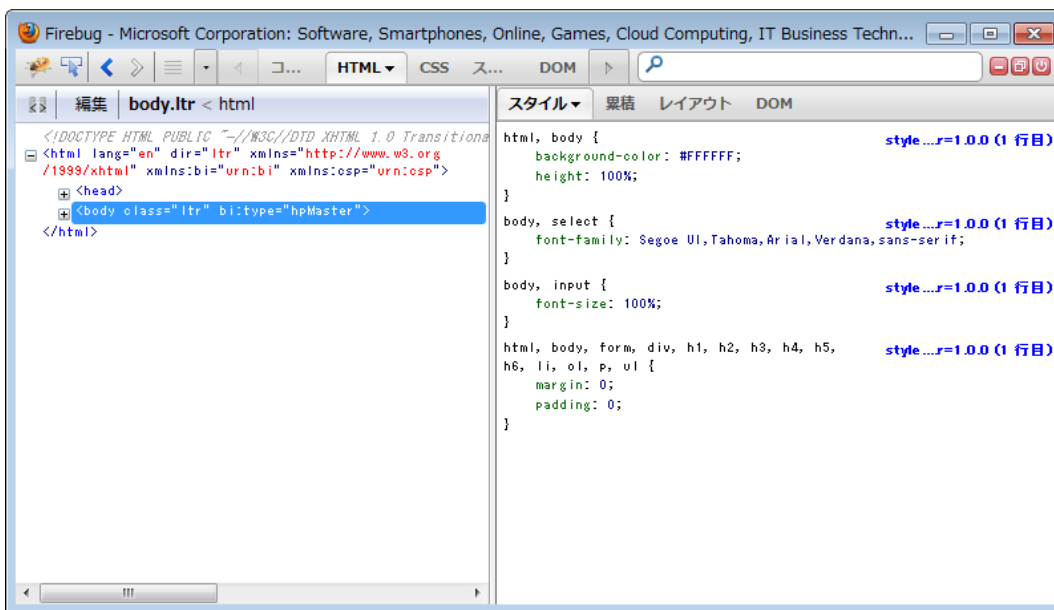 Firebug - Microsoft Corporation: Software, Smartphones, Online, Games, Cloud Computing, IT Business Techn...
コ... HTML CSS ス... DOM
編集 body.ltr < html
スタイル 累積 レイアウト DOM
<!DOCTYPE HTML PUBLIC "-//W3C//DTD XHTML 1.0 Transitiona
<html lang="en" dir="ltr" xmlns="http://www.w3.org
/1999/xhtml" xmlns:bi="urn:bi" xmlns:csp="urn:csp">
<head>
<body class="ltr" bi:type="hpMaster">
</html>
html, body { style...r=1.0.0 (1 行目)
background-color: #FFFFFF;
height: 100%;
}
body, select { style...r=1.0.0 (1 行目)
font-family: Segoe UI,Tahoma,Arial,Verdana,sans-serif;
}
body, input { style...r=1.0.0 (1 行目)
font-size: 100%;
}
html, body, form, div, h1, h2, h3, h4, h5, style...r=1.0.0 (1 行目)
h6, li, ol, p, ul {
margin: 0;
padding: 0;
}